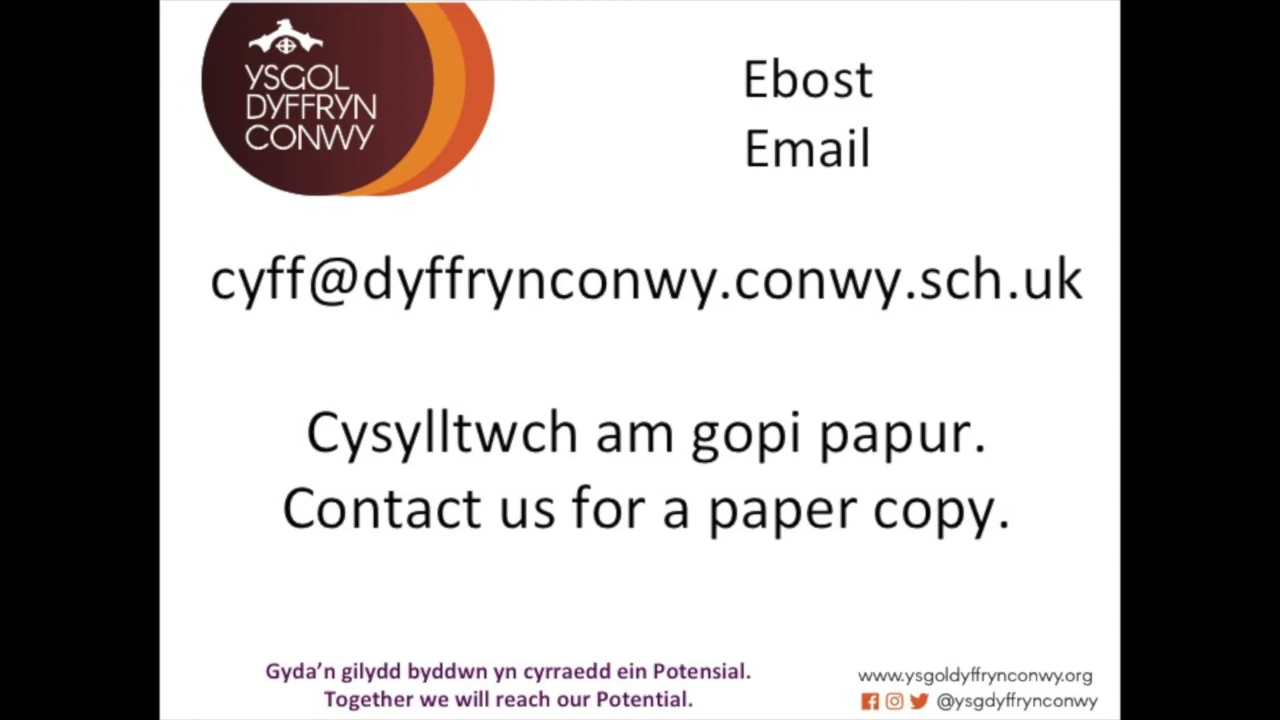 YSGOL
DYFFRYN
CONWY
Ebost
Email
cyff@dyffrynconwy.conwy.sch.uk
Cysylltwch am gopi papur.
Contact us for a paper copy.
Gyda'n gilydd byddwn yn cyrraedd ein Potensial.
Together we will reach our Potential.
www.ysgoldyffrynconwy.org
@ysgdyffrynconwy